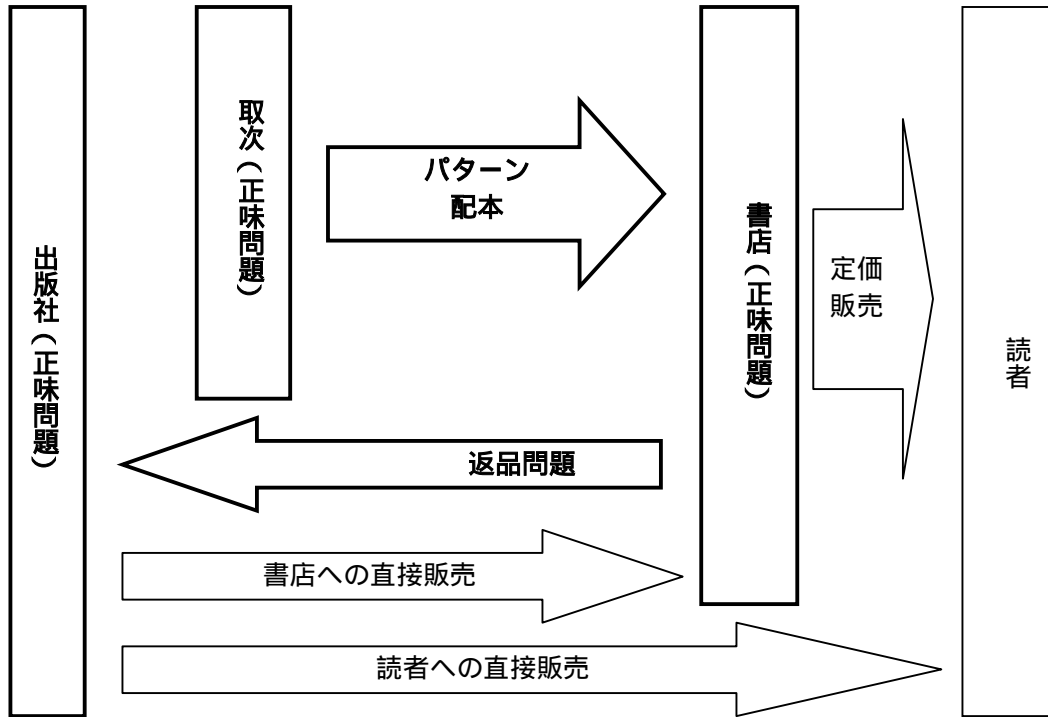 出版社（正味問題）
取次（正味問題）
パターン
配本
書店（正味問題）
定価
販売
読者
返品問題
書店への直接販売
読者への直接販売